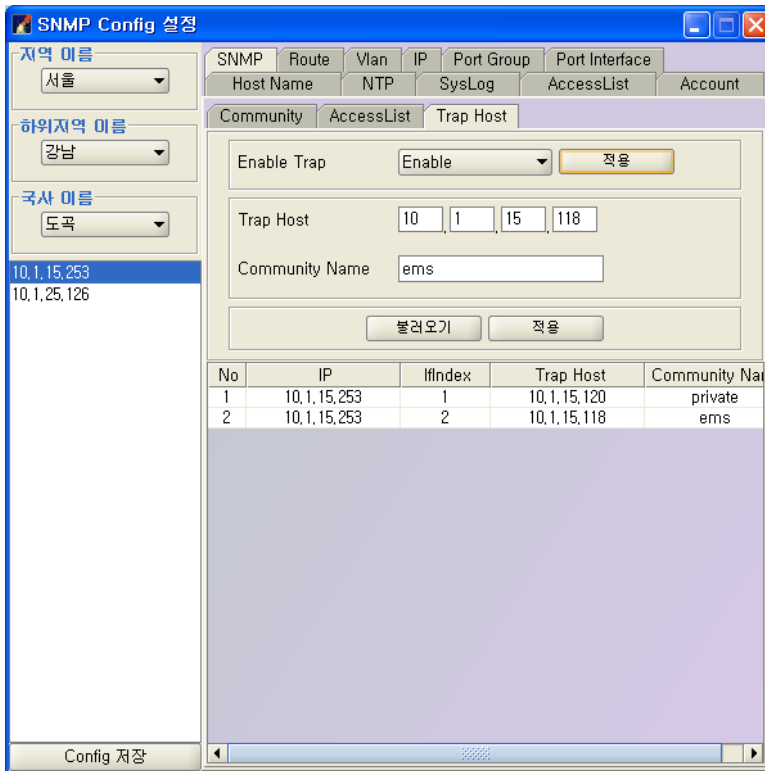 SNMP Config 설정
지역 이름
서울
하위지역 이름
강남
국사 이름
도곡
10,1,15,253
10,1,25,126
Config 저장
SNMP Route Vlan IP Port Group Port Interface
Host Name NTP SysLog AccessList Account
Community AccessList Trap Host
Enable Trap Enable 적용
Trap Host 10 . 1 . 15 . 118
Community Name ems
불러오기 적용
No IP IfIndex Trap Host Community Nar
1 10,1,15,253 1 10,1,15,120 private
2 10,1,15,253 2 10,1,15,118 ems